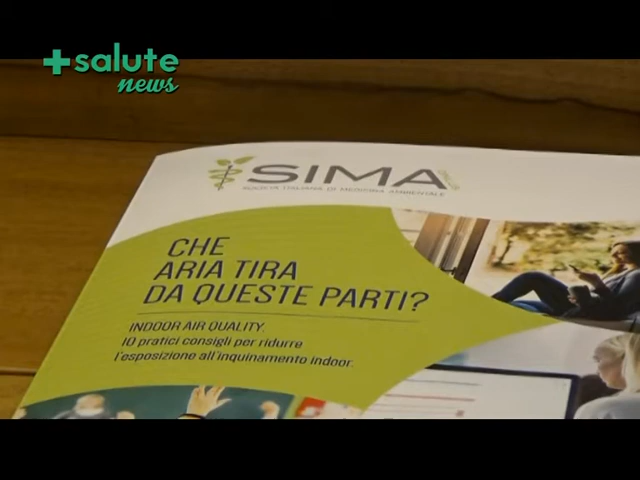 +salute
news
SIMA
SOCIETÀ ITALIANA DI MEDICINA AMBIENTALE
CHE
ARIA TIRA
DA QUESTE PARTI?
INDOOR AIR QUALITY.
10 pratici consigli per ridurre
l'esposizione all'inquinamento indoor.